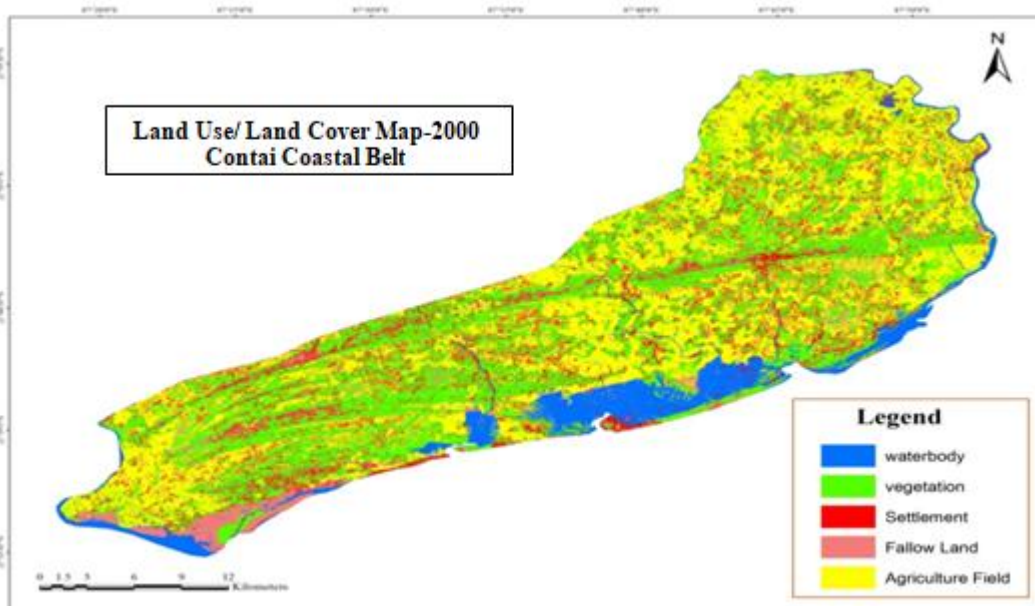 Land Use/ Land Cover Map-2000
Contai Coastal Belt
N
Legend
waterbody
vegetation
Settlement
Fallow Land
Agriculture Field
0 1.5 3 6 9 12
Kilometers